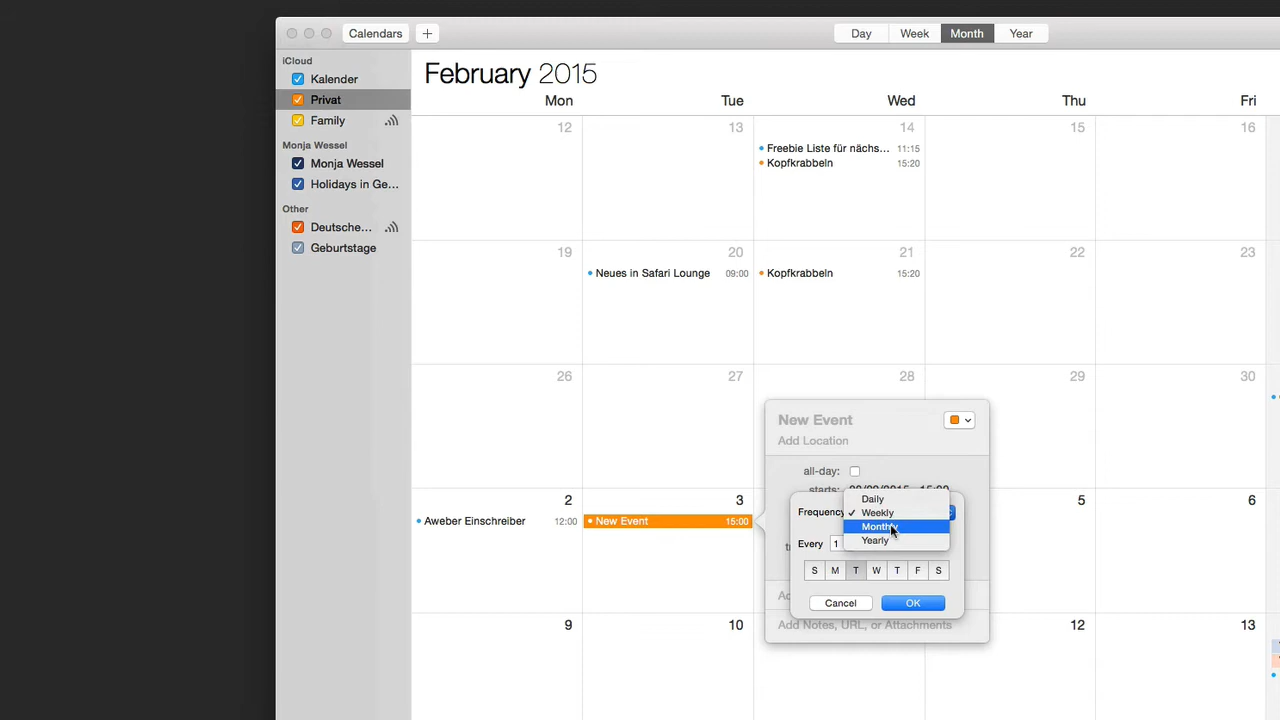 Calendars +
Day Week Month Year
iCloud
Kalender
Privat
Family
Monja Wessel
Monja Wessel
Holidays in Ge...
Other
Deutsche...
Geburtstage
February 2015
Mon Tue Wed Thu Fri
12 13 14 15 16
Freebie Liste für nächs... 11:15
Kopfkrabbeln 15:20
19 20 21 22 23
Neues in Safari Lounge 09:00 Kopfkrabbeln 15:20
26 27 28 29 30
2 3 5 6
Aweber Einschreiber 12:00 New Event 15:00
9 10 12 13
New Event
Add Location
all-day:
starts:
Frequency
Daily
Weekly
Monthly
Yearly
Every 1
S M T W T F S
Cancel OK
Add Notes, URL, or Attachments